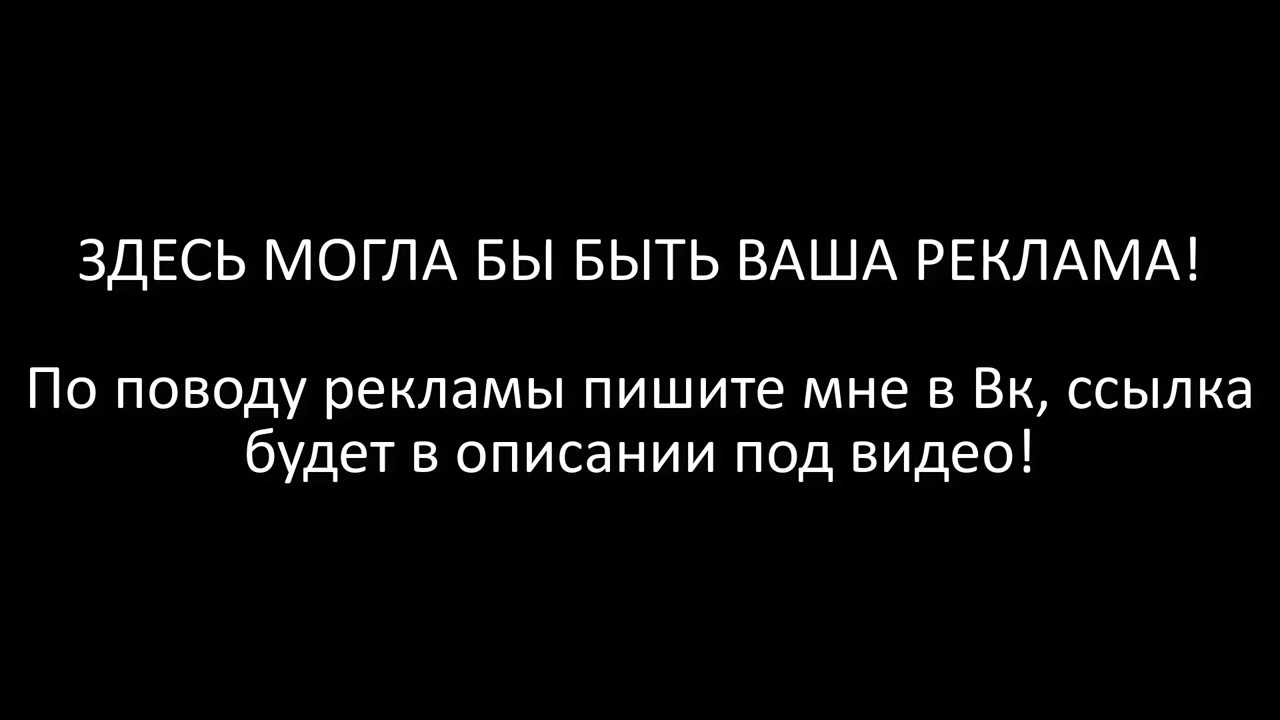 ЗДЕСЬ МОГЛА БЫ БЫТЬ ВАША РЕКЛАМА!
По поводу рекламы пишите мне в Вк, ссылка
будет в описании под видео!